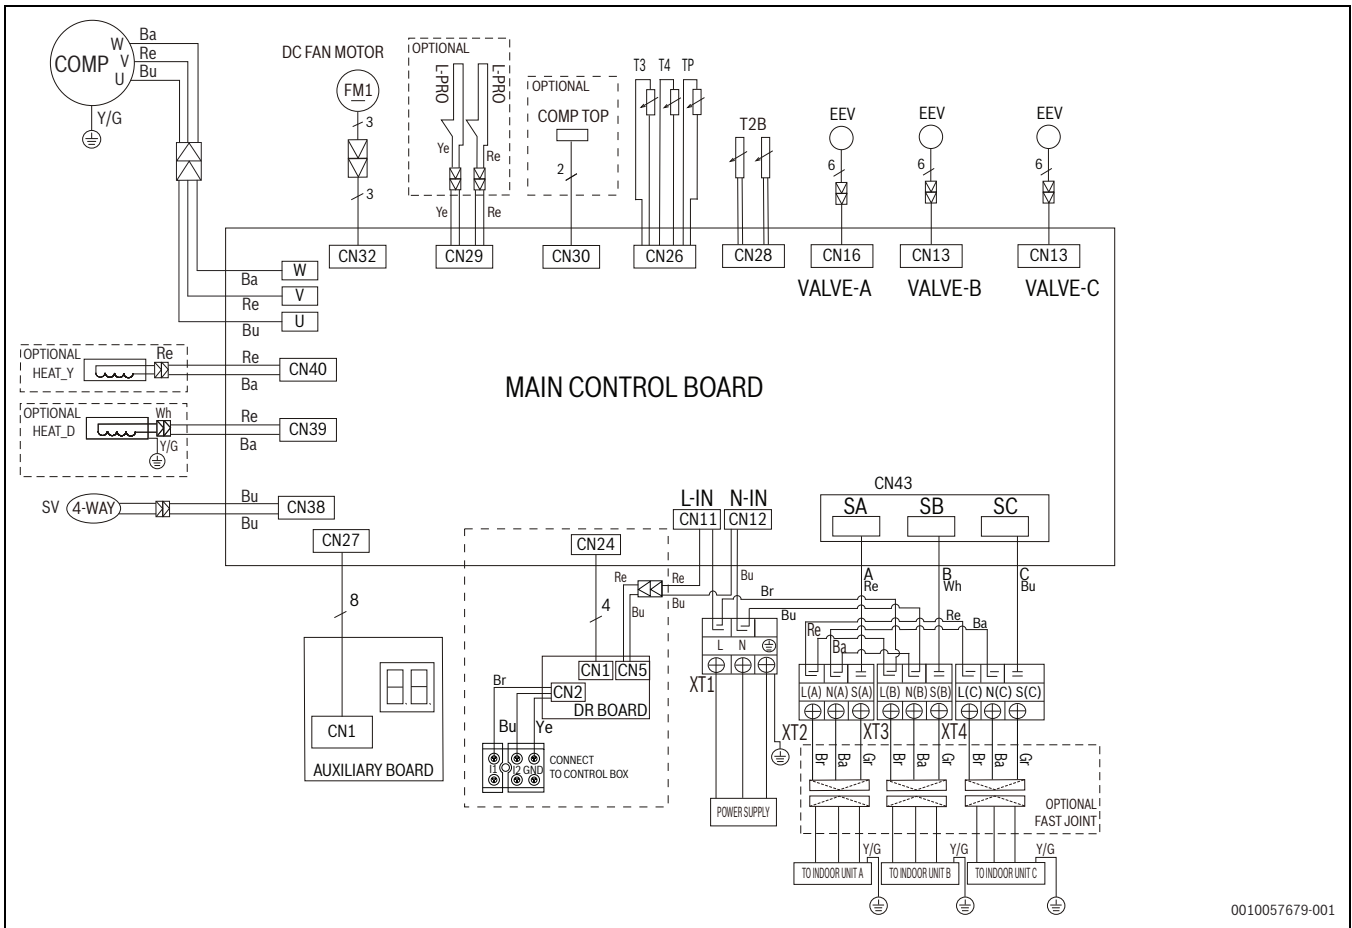 COMP
W
V
U
Ba
Re
Bu
Y/G
DC FAN MOTOR
FM1
3
3
OPTIONAL
L-PRO
L-PRO
Ye
Re
Ye
Re
OPTIONAL
COMP TOP
2
T3 T4 TP
T2B
EEV
6
EEV
6
EEV
6
CN32
CN29
CN30
CN26
CN28
CN16
CN13
CN13
VALVE-A
VALVE-B
VALVE-C
W
V
U
Ba
Re
Bu
OPTIONAL
HEAT_Y
Re
Re
Ba
CN40
OPTIONAL
HEAT_D
Wh
Y/G
Re
Ba
CN39
SV
4-WAY
Bu
Bu
CN38
MAIN CONTROL BOARD
CN27
8
CN1
AUXILIARY BOARD
CN24
4
Re
Bu
Re
Bu
CN1
CN5
CN2
DR BOARD
Br
Bu
Ye
I1
I2
GND
CONNECT
TO CONTROL BOX
L-IN N-IN
CN11
CN12
Bu
Br
Bu
L N
XT1
POWER SUPPLY
CN43
SA
SB
SC
A
Re
B
Wh
C
Bu
Re
Ba
Re
Ba
L(A) N(A) S(A)
L(B) N(B) S(B)
L(C) N(C) S(C)
XT2
XT3
XT4
Br
Ba
Gr
Br
Ba
Gr
Br
Ba
Gr
OPTIONAL
FAST JOINT
Y/G
Y/G
Y/G
TO INDOOR UNIT A
TO INDOOR UNIT B
TO INDOOR UNIT C
0010057679-001